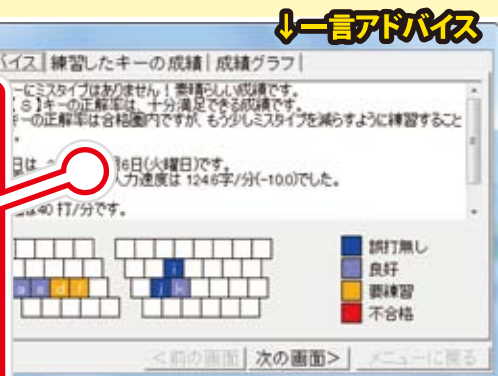 ↓一言アドバイス
バイス 練習したキーの成績 成績グラフ
ーにミスタイプはありません!素晴らしい成績です。
S】キーの正解率は、十分満足できる成績です。
キーの正解率は合格圏内ですが、もう少しミスタイプを減らすように練習すること
。
日は 月6日(火曜日)です。
入力速度は 124.6字/分(-10.0)でした。
は40 打/分です。
i
a s d f j k
誤打無し
良好
要練習
不合格
<前の画面 次の画面> メニューに戻る